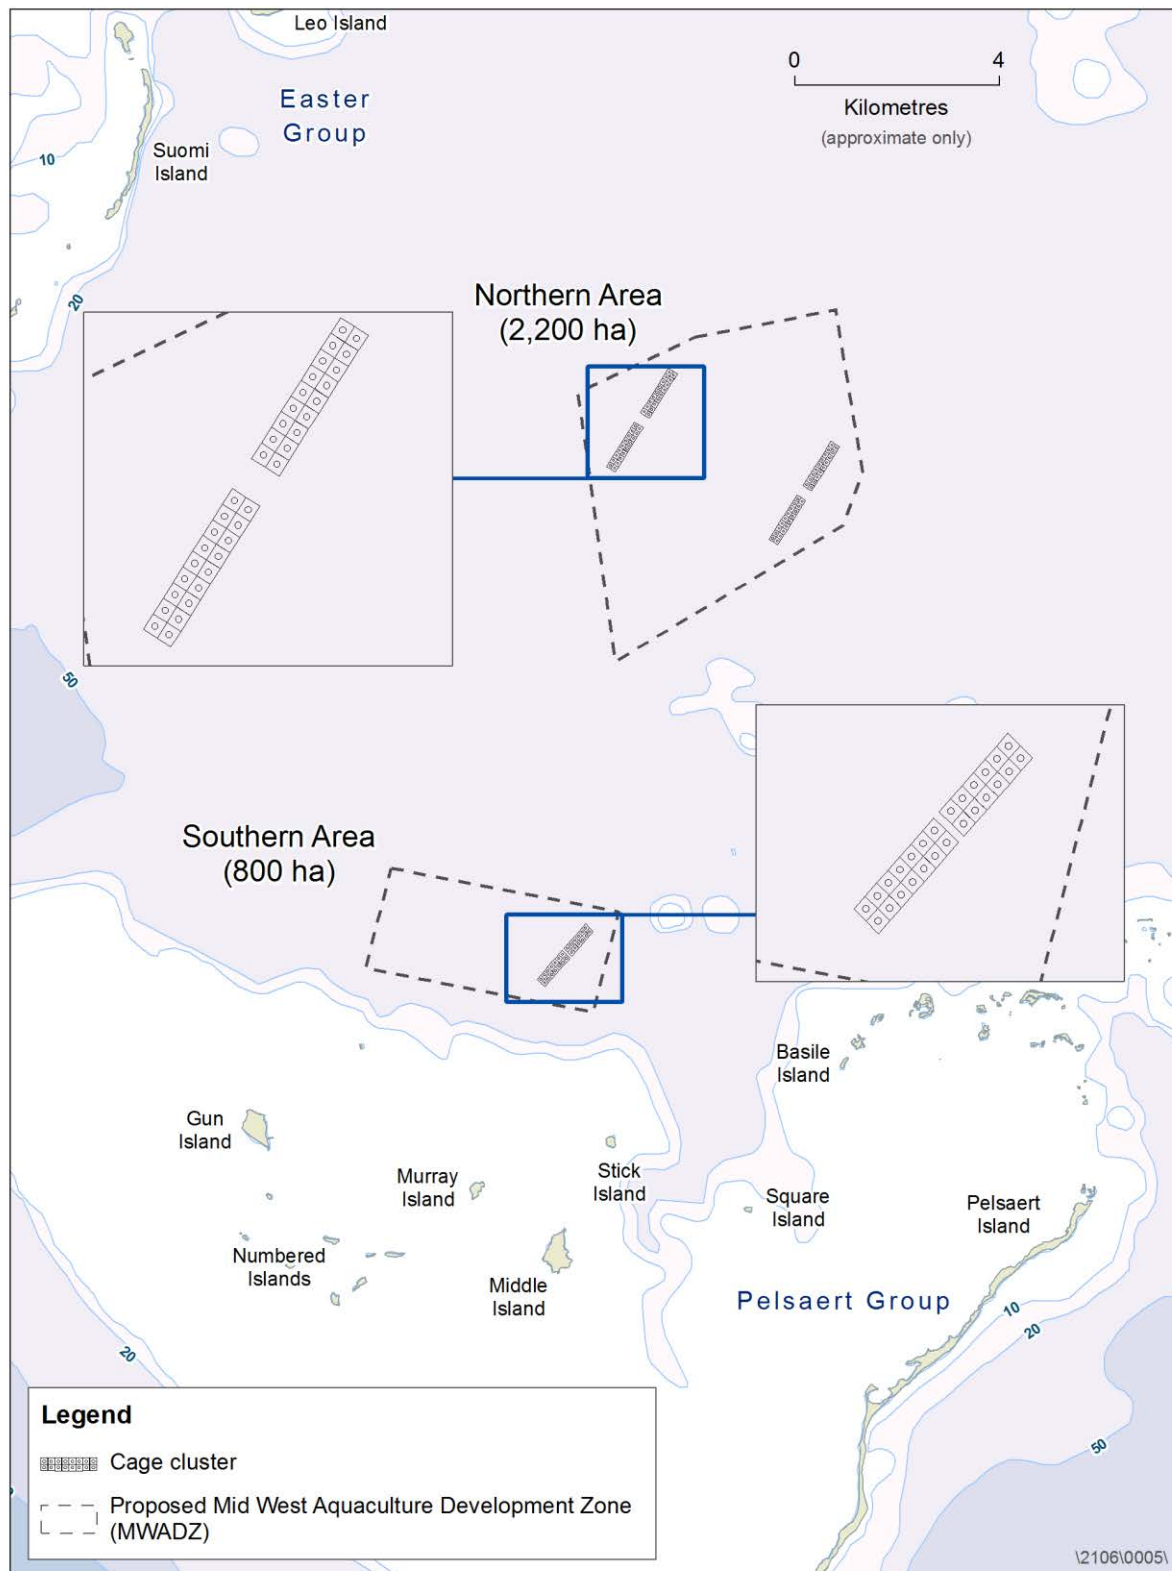 Leo Island
0 4
Kilometres
(approximate only)
Easter
Group
10
Suomi
Island
20
Northern Area
(2,200 ha)
50
Southern Area
(800 ha)
Basile
Island
Gun
Island
Murray
Island
Stick
Island
Square
Island
Pelsaert
Island
Numbered
Islands
Middle
Island
Pelsaert Group
10
20
20
50
Legend
Cage cluster
Proposed Mid West Aquaculture Development Zone
(MWADZ)
\2106\0005\